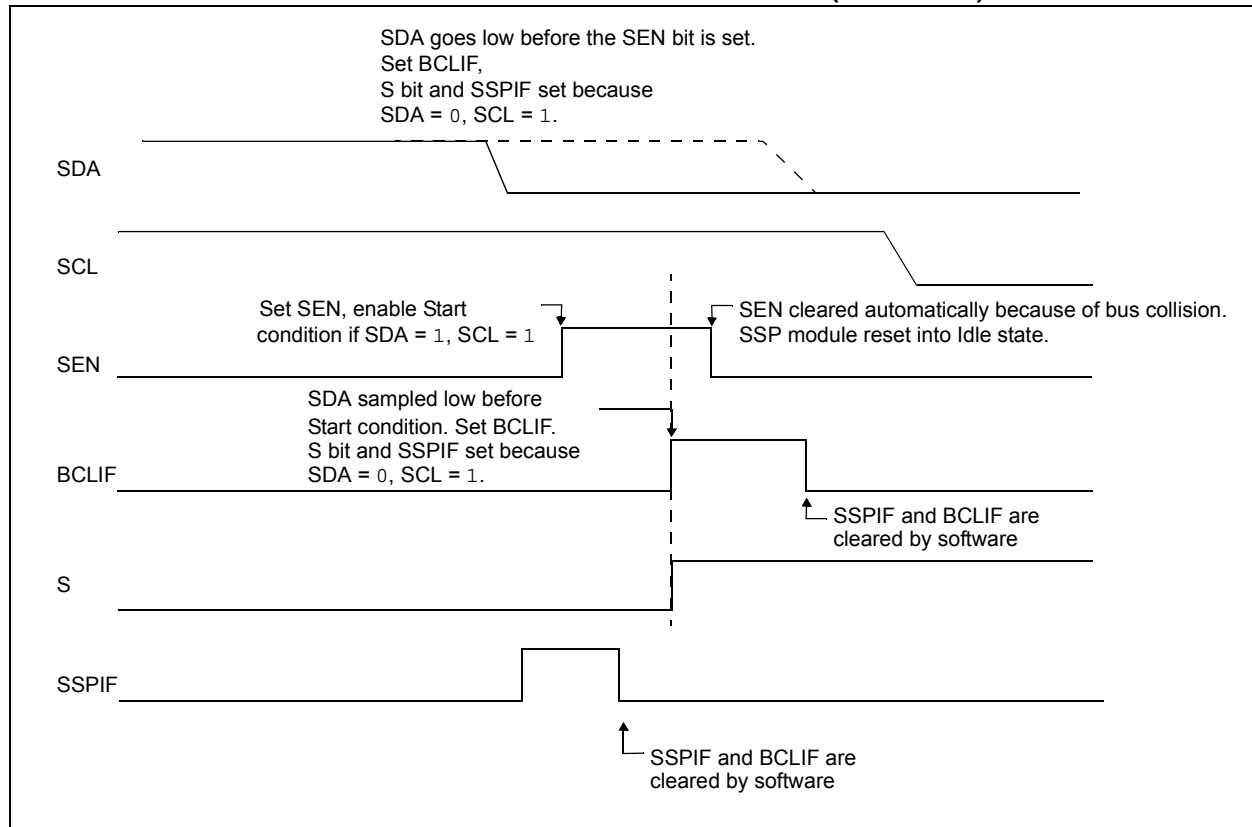 SDA goes low before the SEN bit is set.
Set BCLIF,
S bit and SSPIF set because
SDA = 0, SCL = 1.
SDA
SCL
Set SEN, enable Start
condition if SDA = 1, SCL = 1
SEN cleared automatically because of bus collision.
SSP module reset into Idle state.
SEN
SDA sampled low before
Start condition. Set BCLIF.
S bit and SSPIF set because
SDA = 0, SCL = 1.
BCLIF
SSPIF and BCLIF are
cleared by software
S
SSPIF
SSPIF and BCLIF are
cleared by software